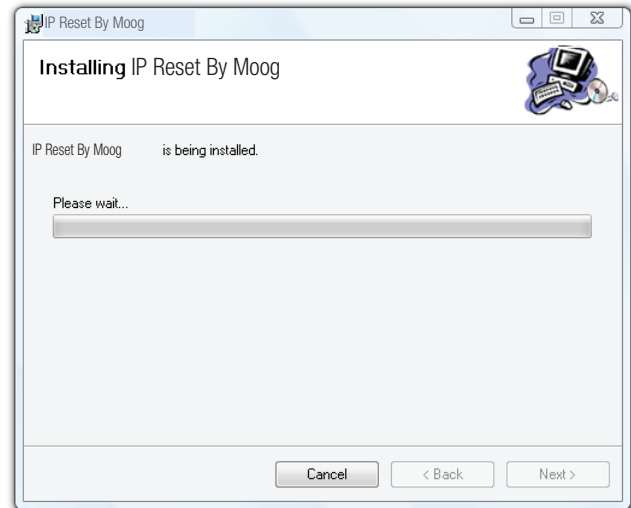 IP Reset By Moog
Installing IP Reset By Moog
IP Reset By Moog is being installed.
Please wait...
Cancel < Back Next >